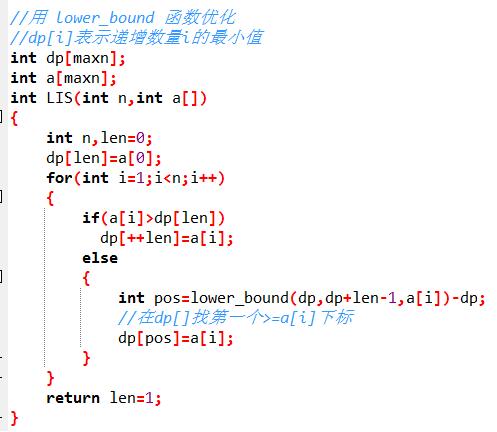 //用 lower_bound 函数优化
//dp[i]表示递增数量i的最小值
int dp[maxn];
int a[maxn];
int LIS(int n,int a[])
{
    int n,len=0;
    dp[len]=a[0];
    for(int i=1;i<n;i++)
    {
        if(a[i]>dp[len])
          dp[++len]=a[i];
        else
        {
            int pos=lower_bound(dp,dp+len-1,a[i])-dp;
            //在dp[]找第一个>=a[i]下标
            dp[pos]=a[i];
        }
    }
    return len=1;
}